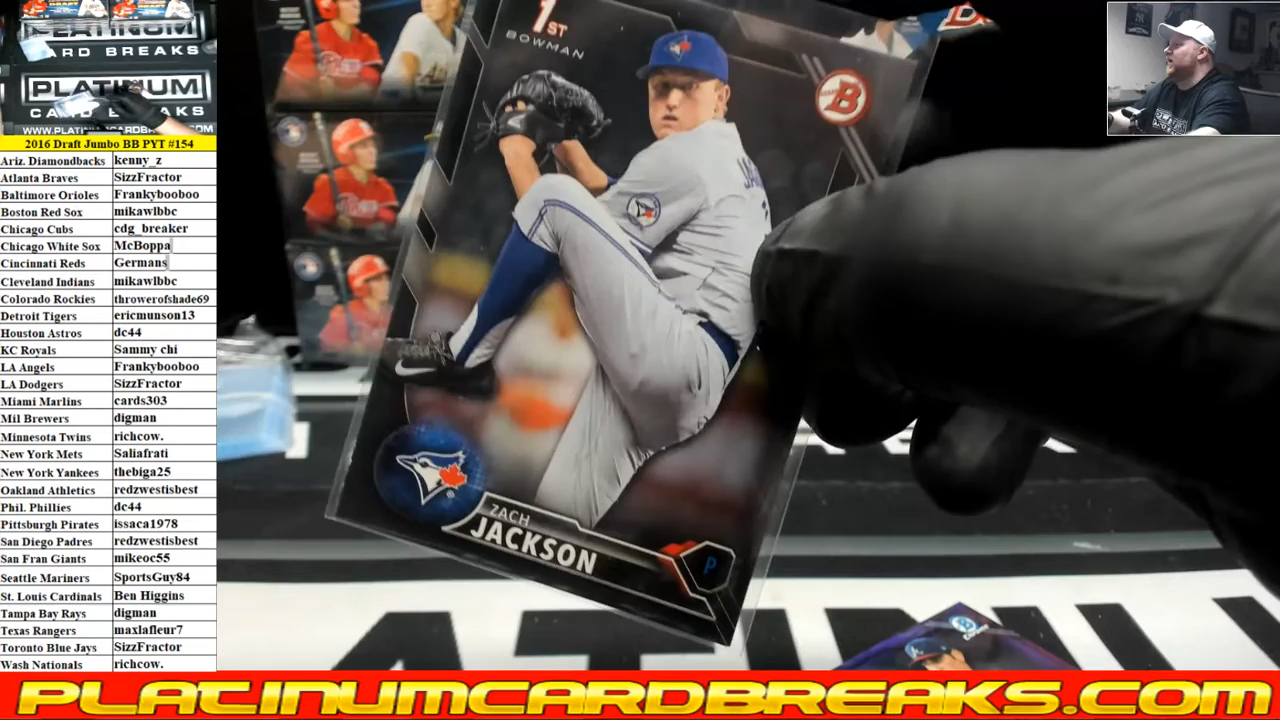 PLATINUM
CARD BREAKS
PLATINUM
CARD BREAKS
WWW.PLATINUMCARDBREAKS.COM
2016 Draft Jumbo BB PYT #154
Ariz. Diamondbacks kenny_z
Atlanta Braves SizzFractor
Baltimore Orioles Frankybooboo
Boston Red Sox mikawlbbc
Chicago Cubs cdg_breaker
Chicago White Sox McBoppa
Cincinnati Reds Germans
Cleveland Indians mikawlbbc
Colorado Rockies throwerofshade69
Detroit Tigers ericmunson13
Houston Astros dc44
KC Royals Sammy chi
LA Angels Frankybooboo
LA Dodgers SizzFractor
Miami Marlins cards303
Mil Brewers digman
Minnesota Twins richcow.
New York Mets Saliafrati
New York Yankees thebiga25
Oakland Athletics redzwestisbest
Phil. Phillies dc44
Pittsburgh Pirates issaca1978
San Diego Padres redzwestisbest
San Fran Giants mikeoc55
Seattle Mariners SportsGuy84
St. Louis Cardinals Ben Higgins
Tampa Bay Rays digman
Texas Rangers maxlafleur7
Toronto Blue Jays SizzFractor
Wash Nationals richcow.
1ST
BOWMAN
B
ZACH
JACKSON
P
PLATINUMCARDBREAKS.COM